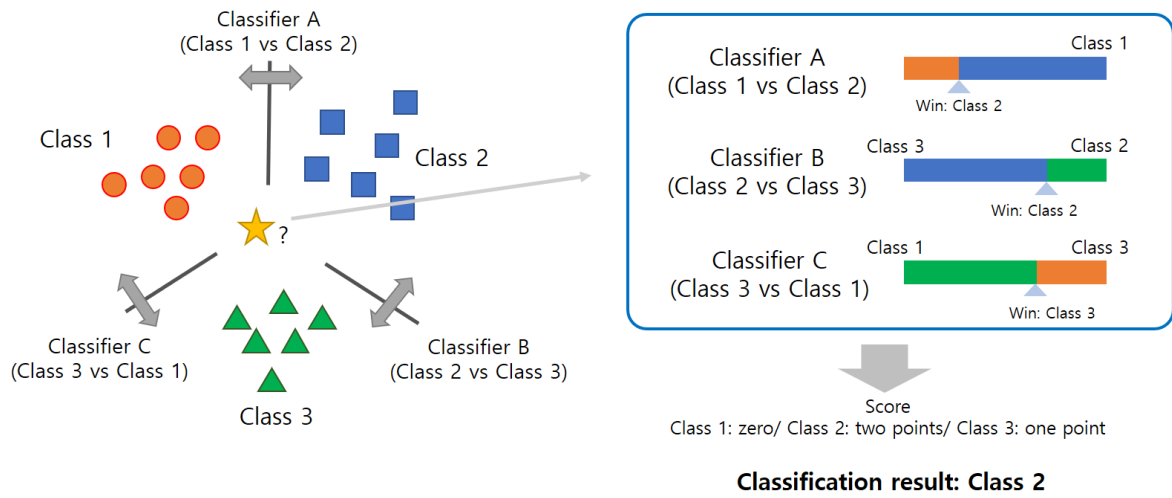 Classifier A
(Class 1 vs Class 2)
Class 1
Class 2
?
Classifier C
(Class 3 vs Class 1)
Classifier B
(Class 2 vs Class 3)
Class 3
Classifier A
(Class 1 vs Class 2)
Class 1
Win: Class 2
Classifier B
(Class 2 vs Class 3)
Class 3
Class 2
Win: Class 2
Classifier C
(Class 3 vs Class 1)
Class 1
Class 3
Win: Class 3
Score
Class 1: zero/ Class 2: two points/ Class 3: one point
Classification result: Class 2